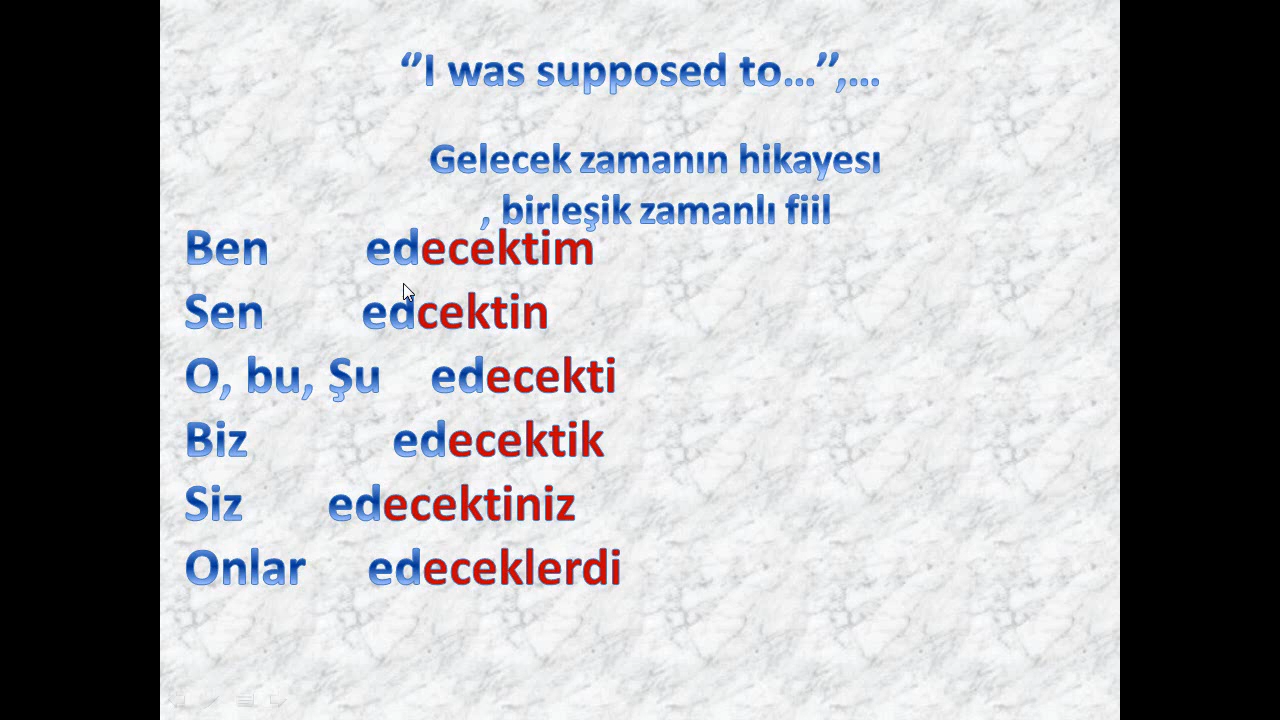 ‘’I was supposed to…’’,…
Gelecek zamanın hikayesı
, birleşik zamanlı fiil
Ben edecektim
Sen edcektin
O, bu, Şu edecekti
Biz edecektik
Siz edecektiniz
Onlar edeceklerdi